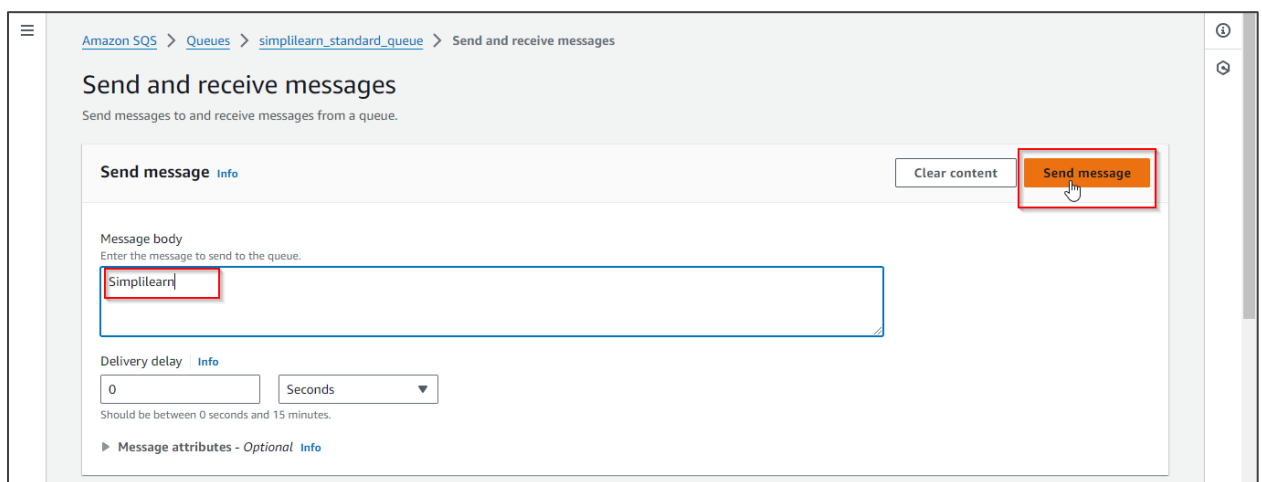 Amazon SQS > Queues > simplilearn_standard_queue > Send and receive messages
Send and receive messages
Send messages to and receive messages from a queue.
Send message Info
Clear content
Send message
Message body
Enter the message to send to the queue.
Simplilearn
Delivery delay Info
0 Seconds
Should be between 0 seconds and 15 minutes.
Message attributes - Optional Info